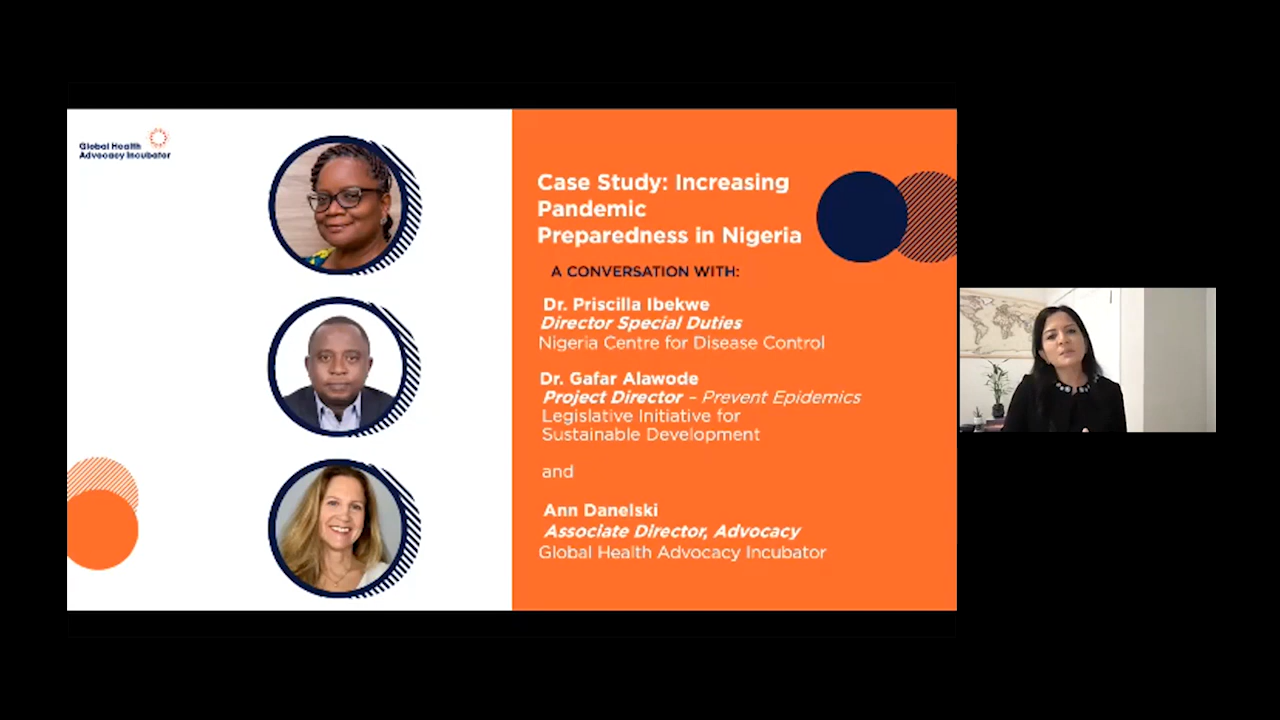 Global Health
Advocacy Incubator
Case Study: Increasing
Pandemic
Preparedness in Nigeria
A CONVERSATION WITH:
Dr. Priscilla Ibekwe
Director Special Duties
Nigeria Centre for Disease Control
Dr. Gafar Alawode
Project Director – Prevent Epidemics
Legislative Initiative for
Sustainable Development
and
Ann Danelski
Associate Director, Advocacy
Global Health Advocacy Incubator